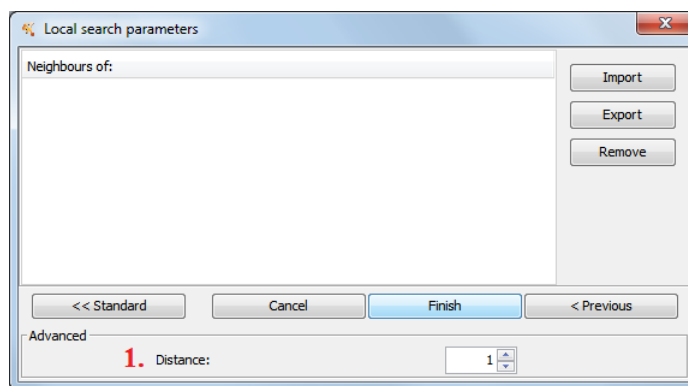 Local search parameters
X
Neighbours of:
Import
Export
Remove
<< Standard Cancel Finish < Previous
Advanced
1. Distance: 1